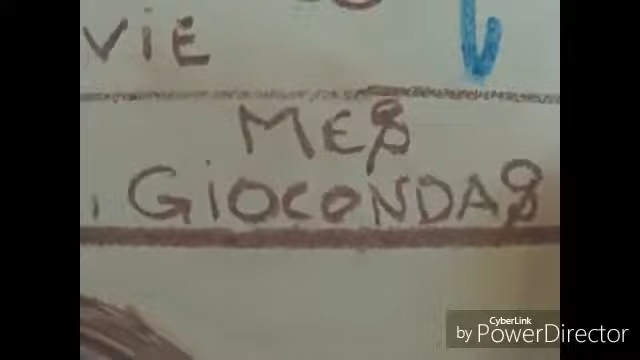 ViE
MES
GiOCONDAS
CyberLink
by PowerDirector